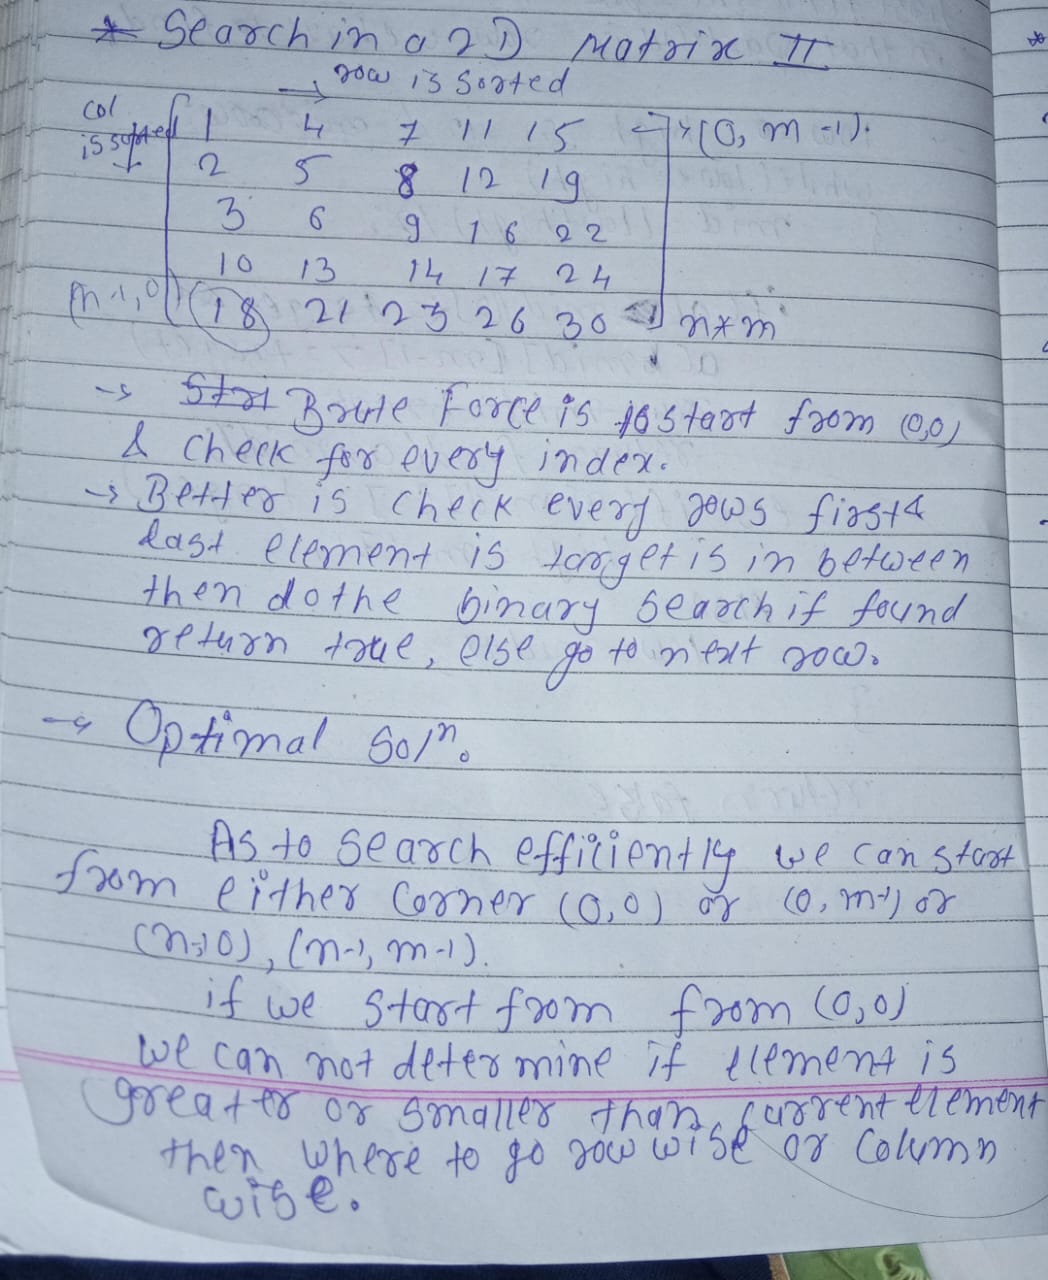 * Search in a 2D Matrix II
→ row is sorted
col
is sorted
1 4 7 11 15 (0, m-1).
2 5 8 12 19
3 6 9 16 22
10 13 14 17 24
(n-1, 0) 18 21 23 26 30 n*m
→ Brute Force is to start from (0,0)
& check for every index.
→ Better is check every rows first &
last element is target is in between
then do the binary search if found
return true, else go to next row.
→ Optimal Solⁿ.
As to search efficiently we can start
from either corner (0,0) or (0, m-1) or
(n-1,0), (n-1, m-1).
if we start from from (0,0)
we can not determine if element is
greater or smaller than current element
then where to go row wise or column
wise.